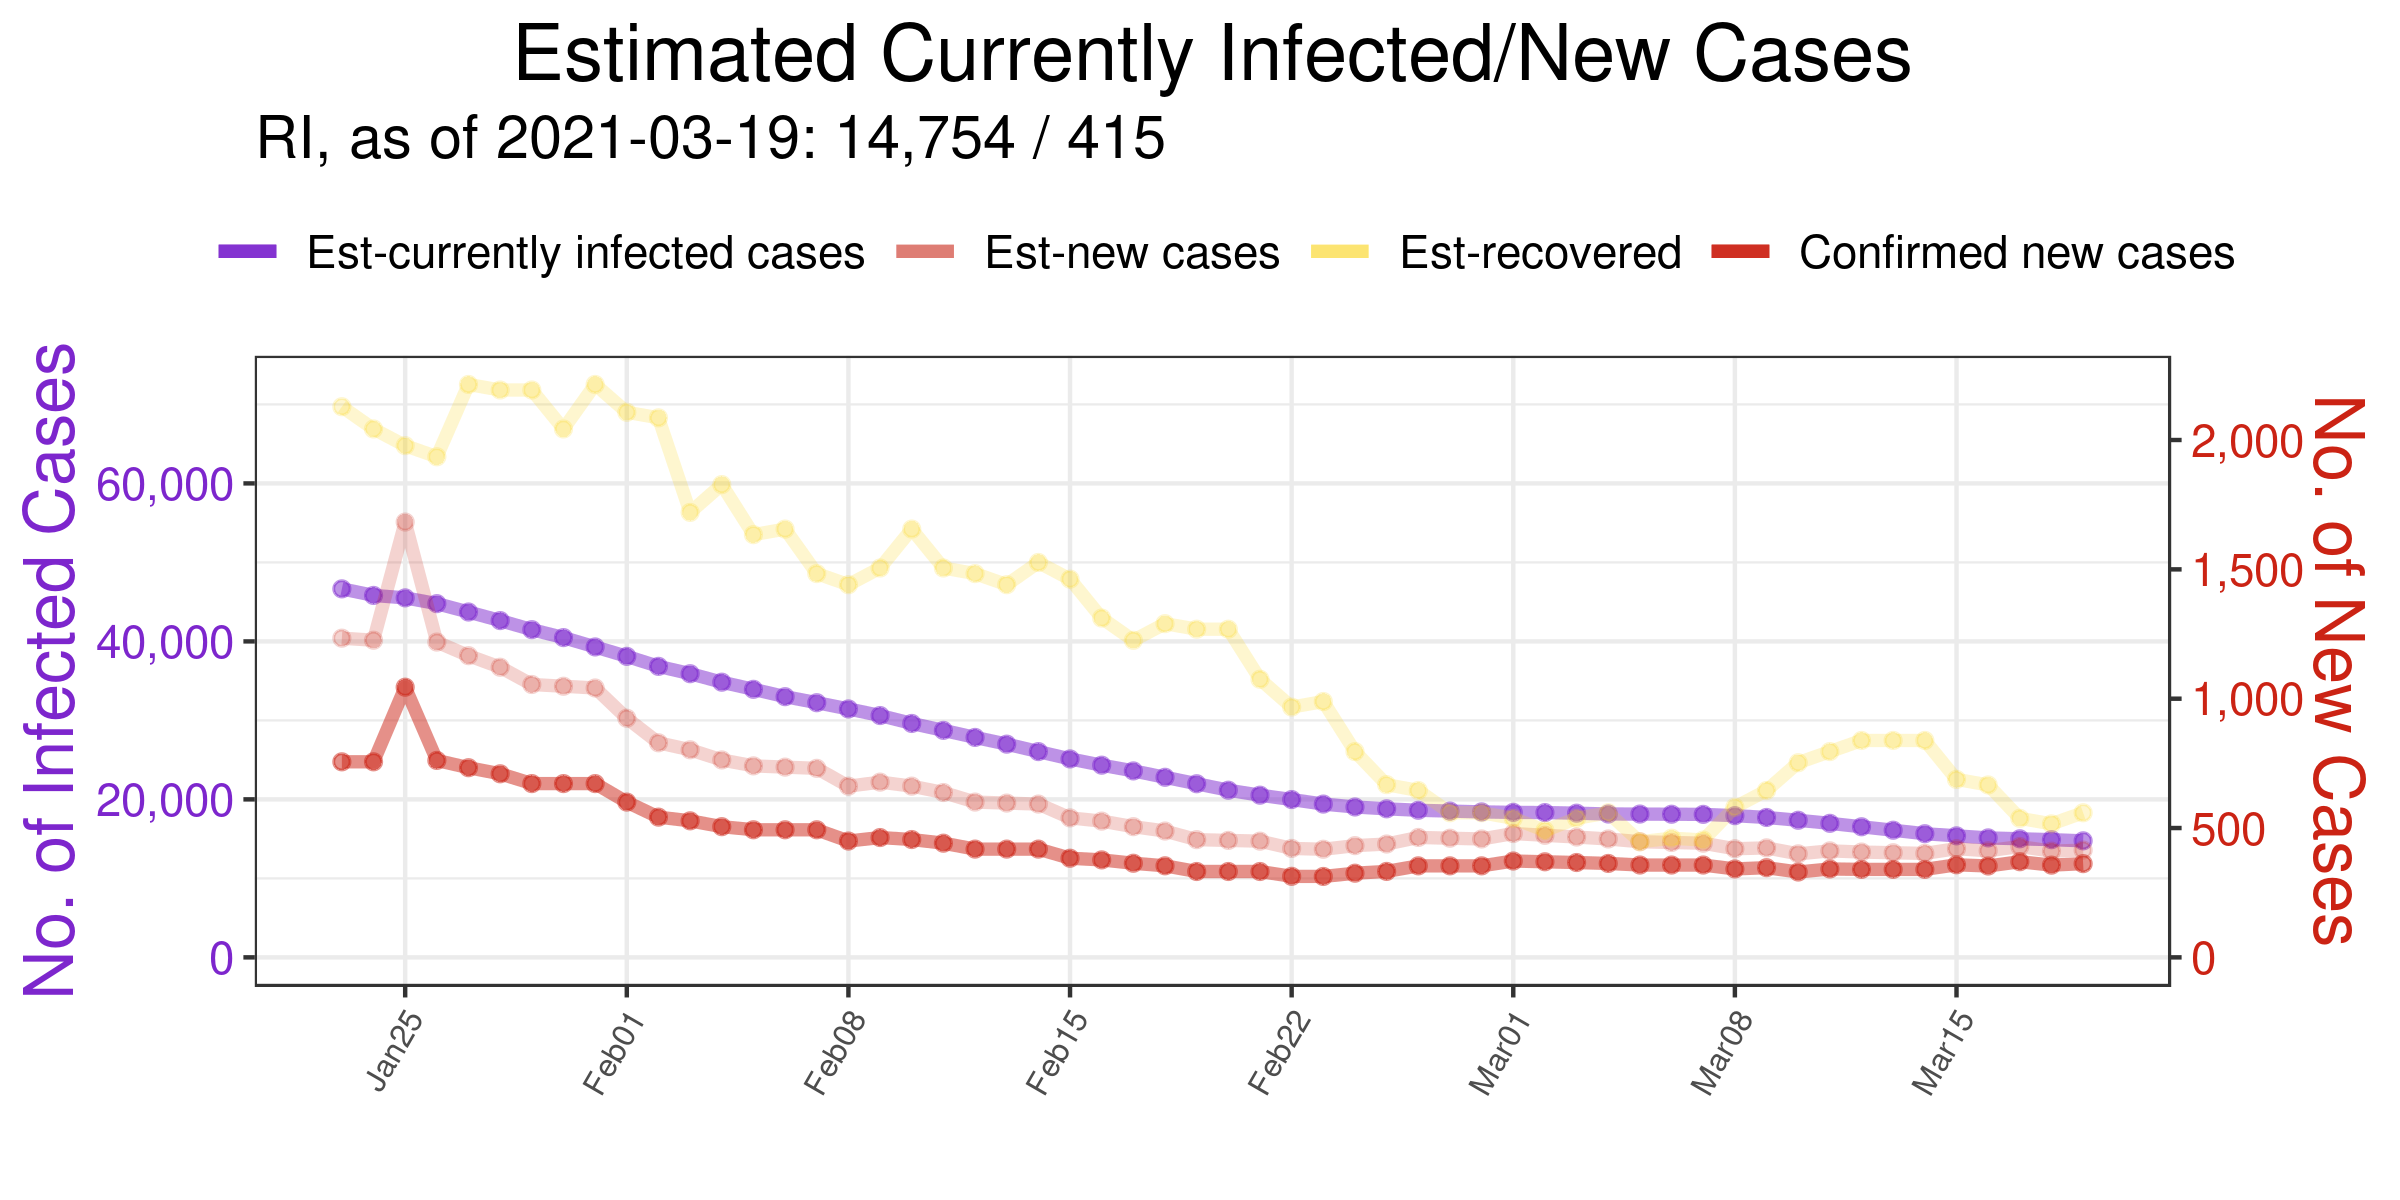 Estimated Currently Infected/New Cases
RI, as of 2021-03-19: 14,754 / 415
Est-currently infected cases
Est-new cases
Est-recovered
Confirmed new cases
No. of Infected Cases
60,000
40,000
20,000
0
2,000
1,500
1,000
500
0
No. of New Cases
Jan25
Feb01
Feb08
Feb15
Feb22
Mar01
Mar08
Mar15